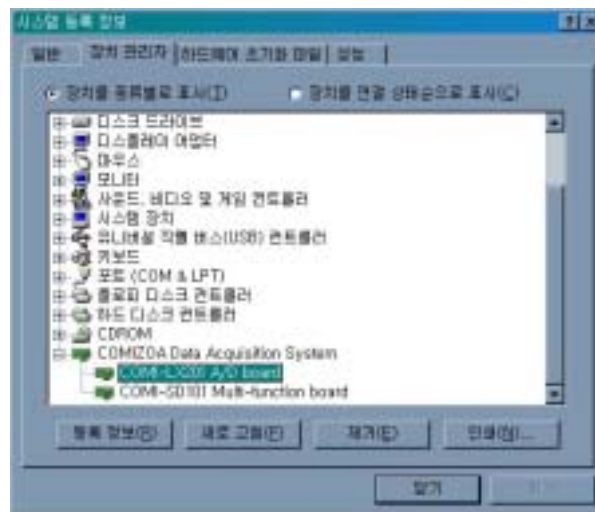 시스템 등록 정보
일반 장치 관리자 하드웨어 초기화 파일 성능
장치를 종류별로 표시(T) 장치를 연결 상태순으로 표시(C)
디스크 드라이브
디스플레이 어댑터
마우스
모니터
사운드, 비디오 및 게임 컨트롤러
시스템 장치
유니버설 직렬 버스(USB) 컨트롤러
키보드
포트 (COM & LPT)
플로피 디스크 컨트롤러
하드 디스크 컨트롤러
CDROM
COMIZOA Data Acquisition System
COMI-LX201 A/D board
COMI-SD101 Multi-function board
등록 정보(R) 새로 고침(F) 제거(E) 인쇄(N)...
닫기